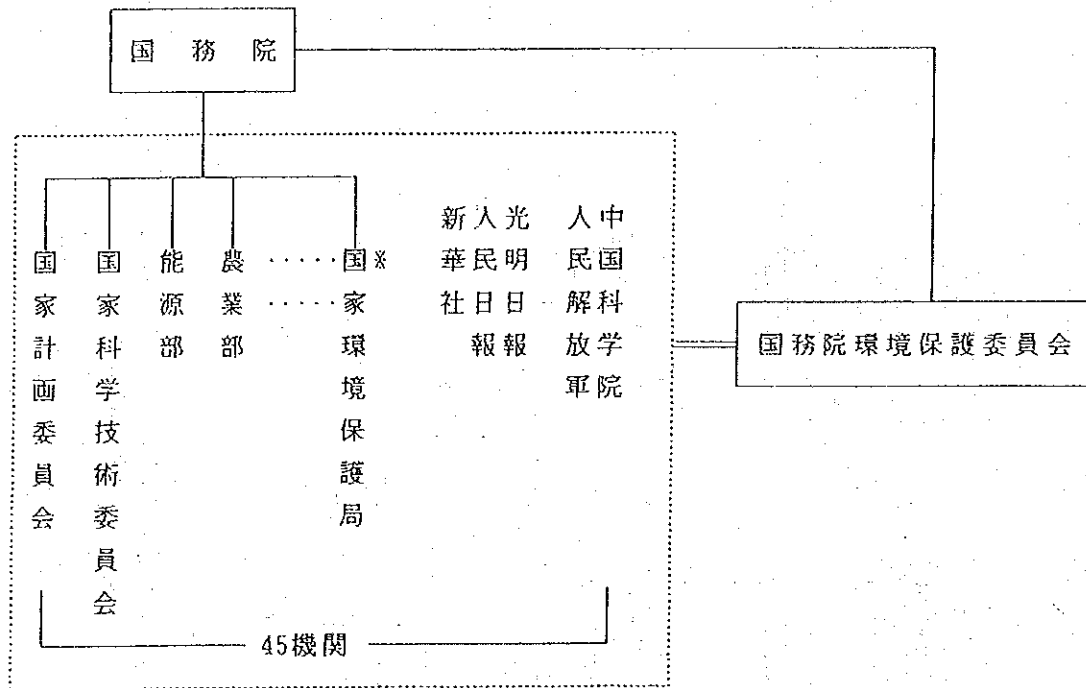 国務院
国家計画委員会
国家科学技術委員会
能源部
農業部
・・・・・
・・・・・
国家環境保護局
※
新華社
人民日報
光明日報
人民解放軍
中国科学院
国務院環境保護委員会
45機関